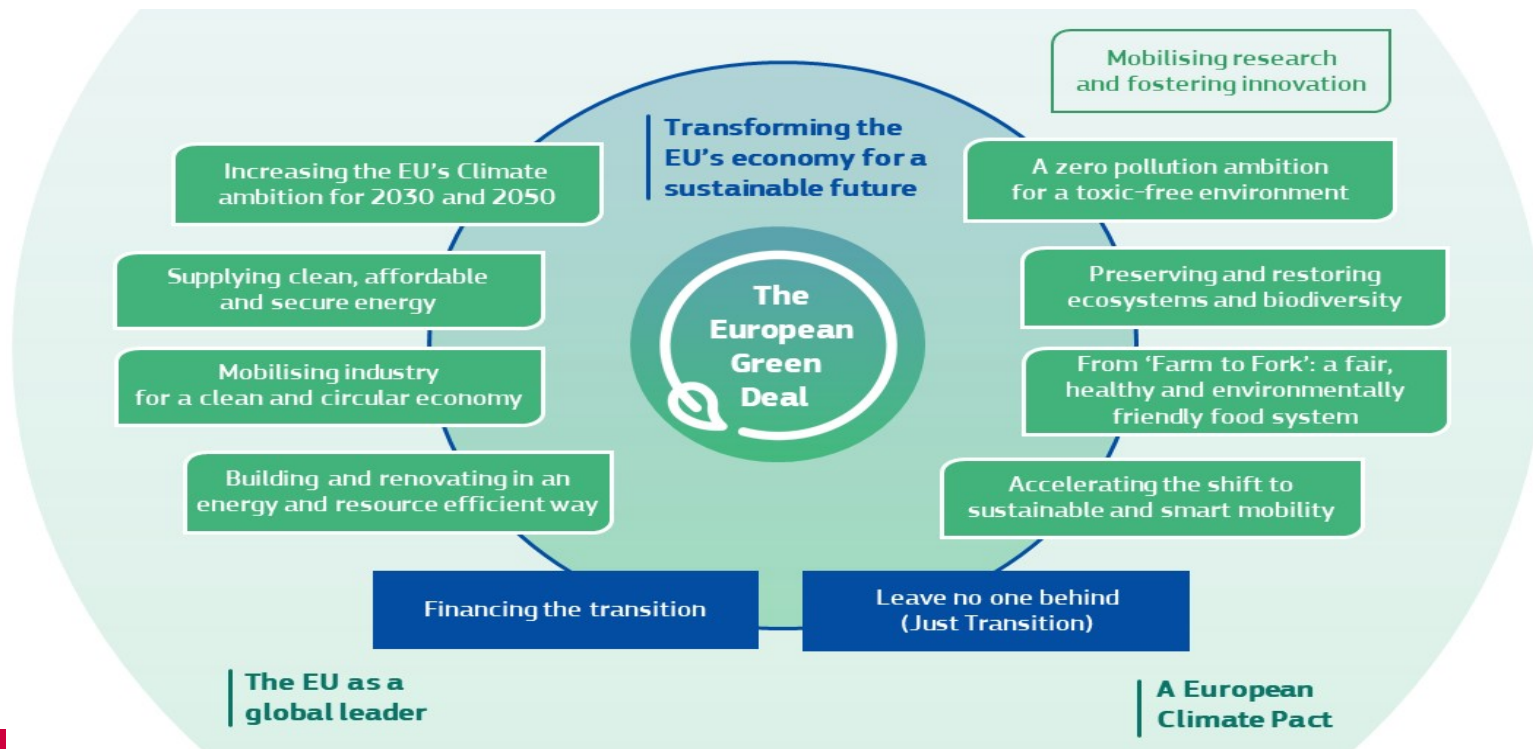 Mobilising research
and fostering innovation
Transforming the
EU's economy for a
sustainable future
Increasing the EU's Climate
ambition for 2030 and 2050
A zero pollution ambition
for a toxic-free environment
Supplying clean, affordable
and secure energy
Preserving and restoring
ecosystems and biodiversity
The
European
Green
Deal
Mobilising industry
for a clean and circular economy
From ‘Farm to Fork’: a fair,
healthy and environmentally
friendly food system
Building and renovating in an
energy and resource efficient way
Accelerating the shift to
sustainable and smart mobility
Financing the transition
Leave no one behind
(Just Transition)
The EU as a
global leader
A European
Climate Pact